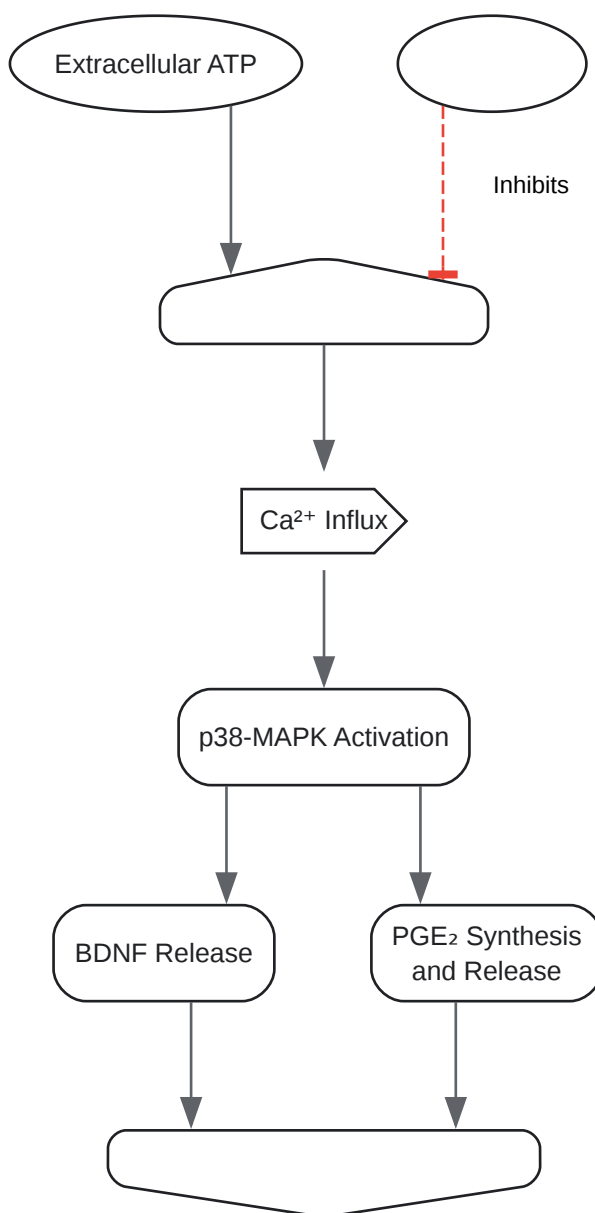 Extracellular ATP
Inhibits
Ca²⁺ Influx
p38-MAPK Activation
BDNF Release
PGE₂ Synthesis
and Release